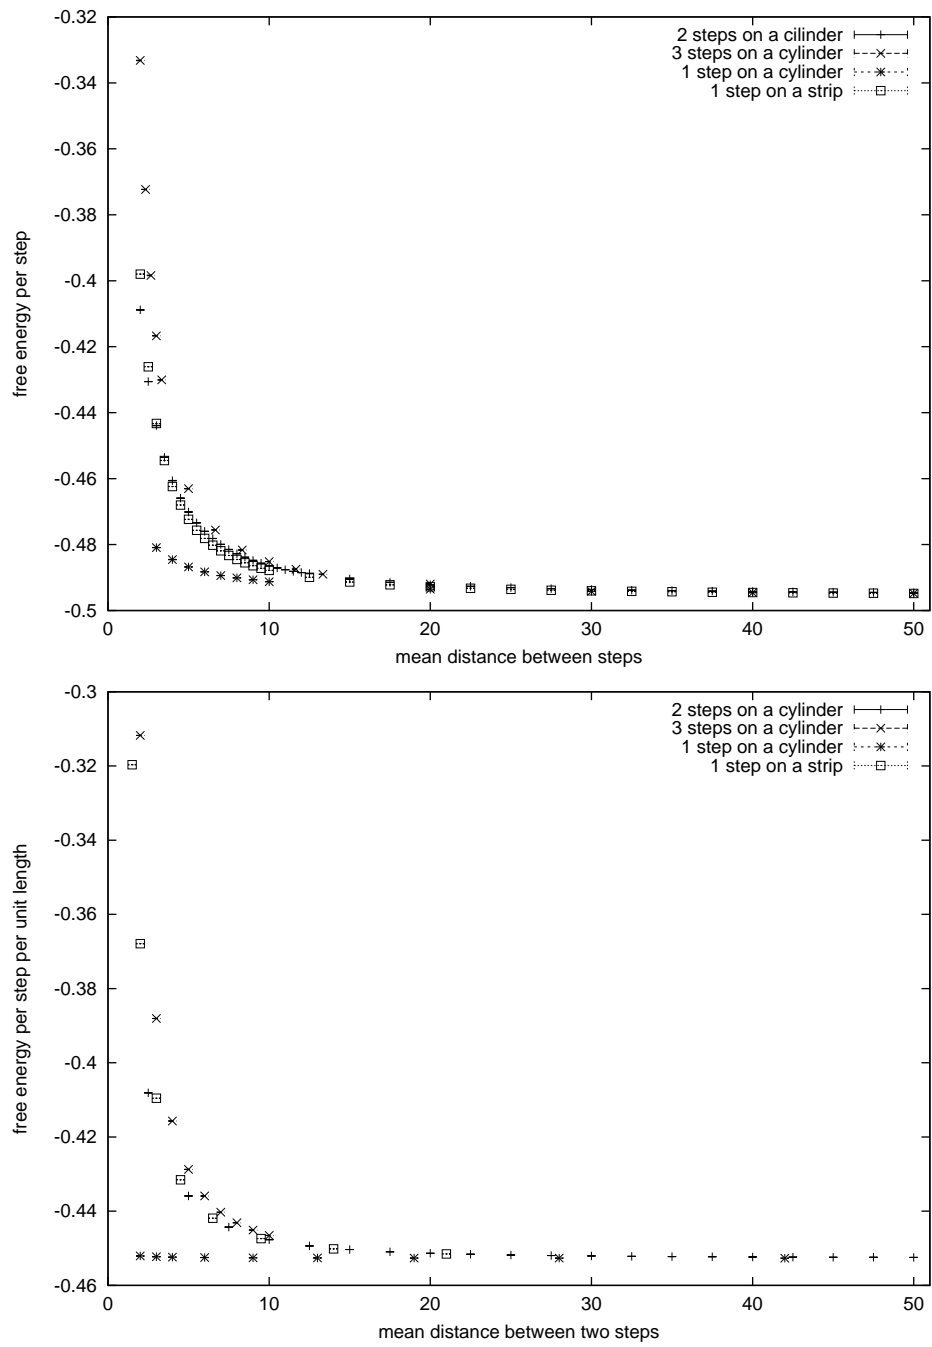 -0.32
-0.34
-0.36
-0.38
-0.4
-0.42
-0.44
-0.46
-0.48
-0.5
0
10
20
30
40
50
free energy per step
mean distance between steps
2 steps on a cilinder
3 steps on a cylinder
1 step on a cylinder
1 step on a strip
-0.3
-0.32
-0.34
-0.36
-0.38
-0.4
-0.42
-0.44
-0.46
0
10
20
30
40
50
free energy per step per unit length
mean distance between two steps
2 steps on a cylinder
3 steps on a cylinder
1 step on a cylinder
1 step on a strip